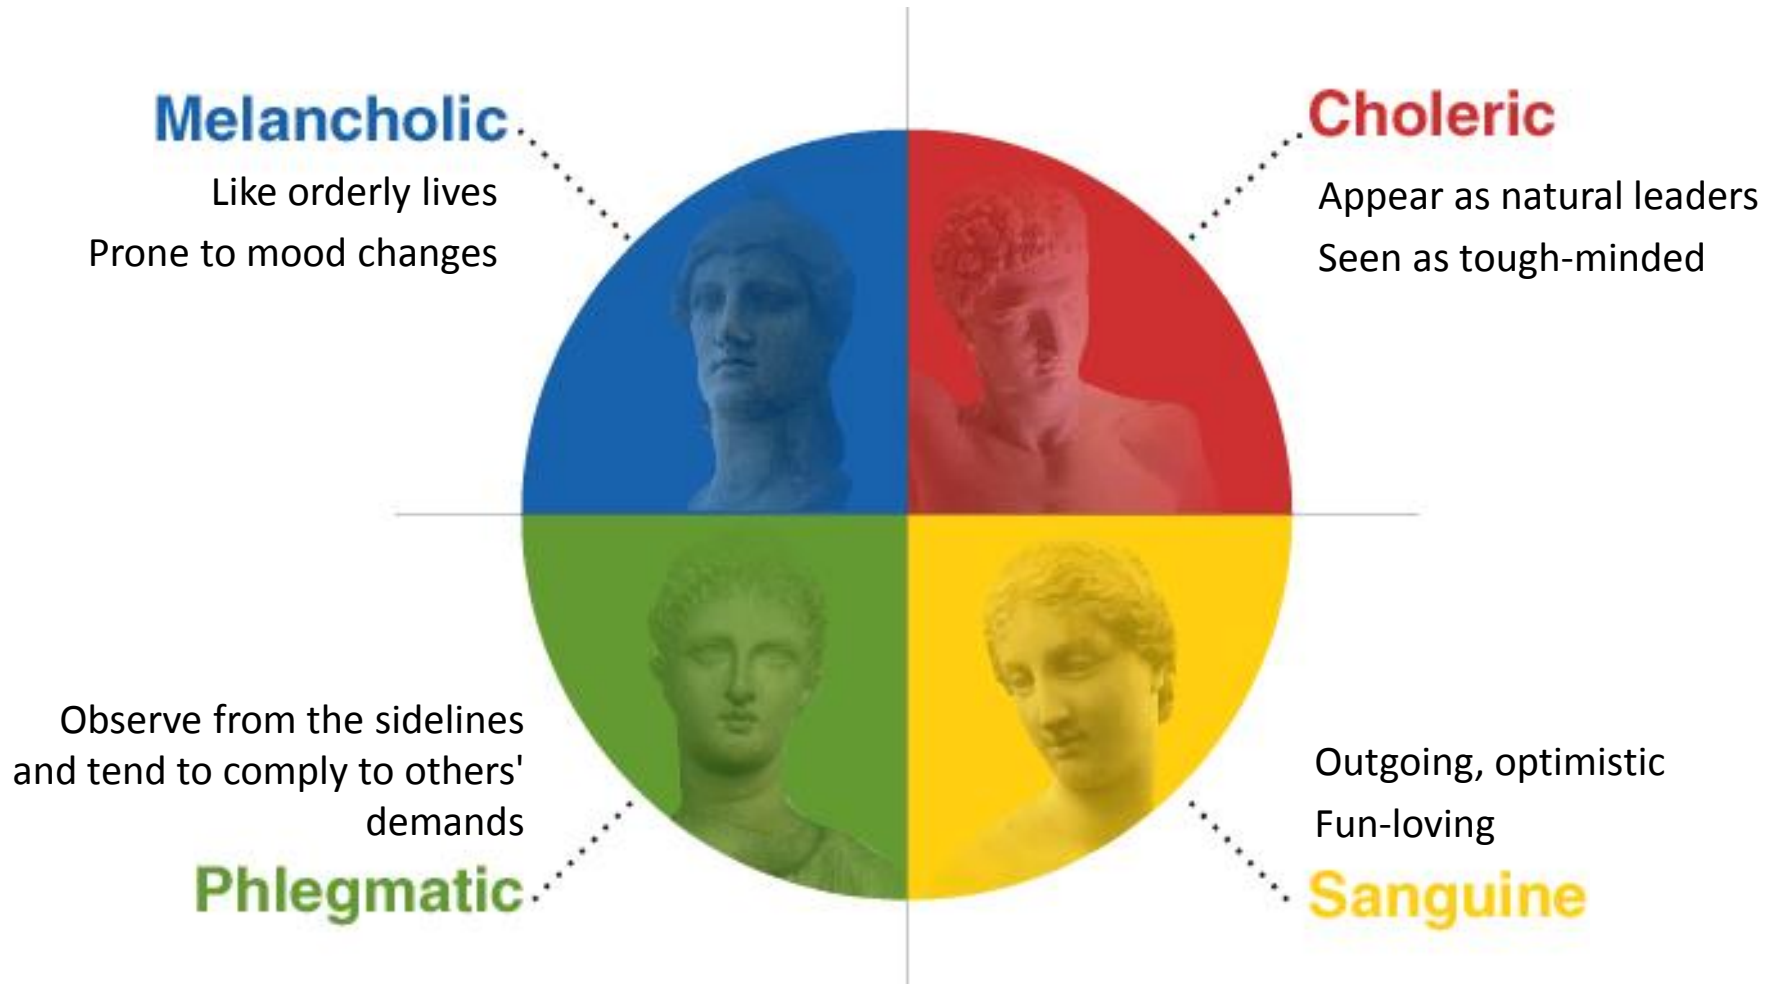 Melancholic
Like orderly lives
Prone to mood changes
Choleric
Appear as natural leaders
Seen as tough-minded
Observe from the sidelines
and tend to comply to others'
demands
Phlegmatic
Outgoing, optimistic
Fun-loving
Sanguine